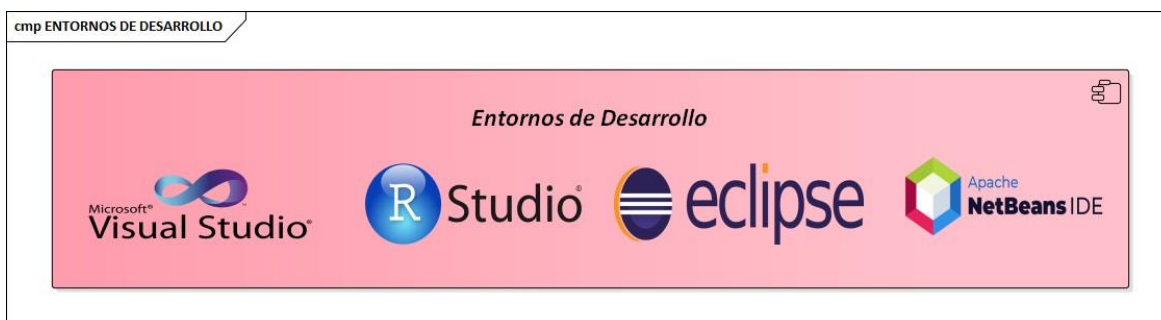 cmp ENTORNOS DE DESARROLLO
Entornos de Desarrollo
Microsoft®
Visual Studio®
R Studio®
eclipse
Apache
NetBeans IDE